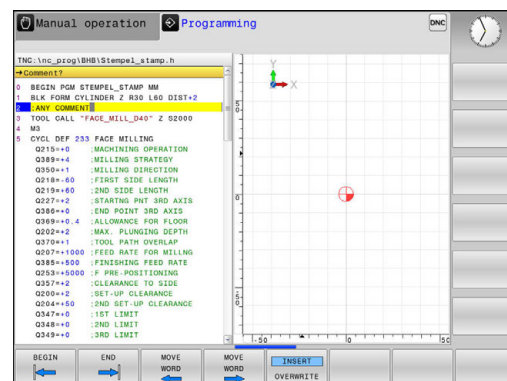 Manual operation
Programming
DNC
TNC:\nc_prog\BHB\Stempel_stamp.h
→Comment?
0 BEGIN PGM STEMPEL_STAMP MM
1 BLK FORM CYLINDER Z R30 L60 DIST+2
2 ;ANY COMMENT
3 TOOL CALL "FACE_MILL_D40" Z S2000
4 M3
5 CYCL DEF 233 FACE MILLING
Q215=+0 ;MACHINING OPERATION
Q389=+4 ;MILLING STRATEGY
Q350=+1 ;MILLING DIRECTION
Q218=-60 ;FIRST SIDE LENGTH
Q219=+60 ;2ND SIDE LENGTH
Q227=+2 ;STARTNG PNT 3RD AXIS
Q386=+0 ;END POINT 3RD AXIS
Q369=+0.4 ;ALLOWANCE FOR FLOOR
Q202=+2 ;MAX. PLUNGING DEPTH
Q370=+1 ;TOOL PATH OVERLAP
Q207=+1000 ;FEED RATE FOR MILLNG
Q385=+500 ;FINISHING FEED RATE
Q253=+5000 ;F PRE-POSITIONING
Q357=+2 ;CLEARANCE TO SIDE
Q200=+2 ;SET-UP CLEARANCE
Q204=+50 ;2ND SET-UP CLEARANCE
Q347=+0 ;1ST LIMIT
Q348=+0 ;2ND LIMIT
Q349=+0 ;3RD LIMIT
Y
X
50
0
-50
-50
0
50
BEGIN
END
MOVE WORD
MOVE WORD
INSERT
OVERWRITE